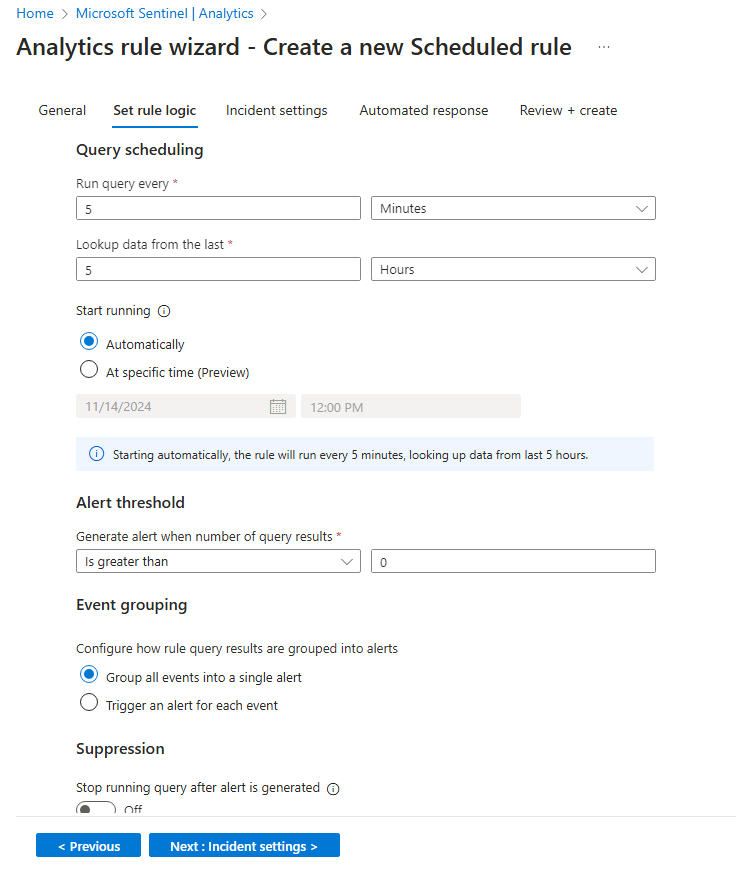 Home > Microsoft Sentinel | Analytics >
Analytics rule wizard - Create a new Scheduled rule ...
General Set rule logic Incident settings Automated response Review + create
Query scheduling
Run query every *
5 Minutes
Lookup data from the last *
5 Hours
Start running
Automatically
At specific time (Preview)
11/14/2024 12:00 PM
Starting automatically, the rule will run every 5 minutes, looking up data from last 5 hours.
Alert threshold
Generate alert when number of query results *
Is greater than 0
Event grouping
Configure how rule query results are grouped into alerts
Group all events into a single alert
Trigger an alert for each event
Suppression
Stop running query after alert is generated
Off
< Previous Next : Incident settings >